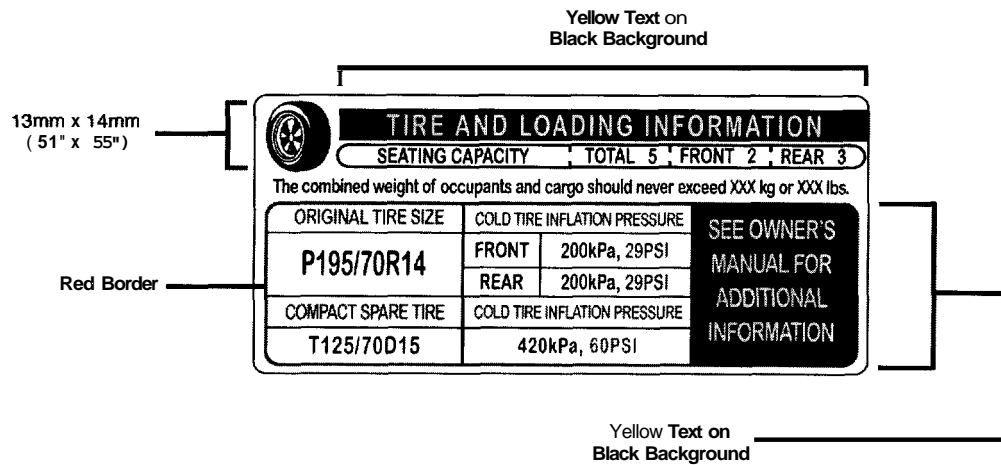 Yellow Text on
Black Background
13mm x 14mm
( 51" x 55")
TIRE AND LOADING INFORMATION
SEATING CAPACITY TOTAL 5 FRONT 2 REAR 3
The combined weight of occupants and cargo should never exceed XXX kg or XXX lbs.
ORIGINAL TIRE SIZE COLD TIRE INFLATION PRESSURE
P195/70R14
FRONT 200kPa, 29PSI
REAR 200kPa, 29PSI
SEE OWNER'S
MANUAL FOR
ADDITIONAL
INFORMATION
Red Border
COMPACT SPARE TIRE COLD TIRE INFLATION PRESSURE
T125/70D15 420kPa, 60PSI
Yellow Text on
Black Background